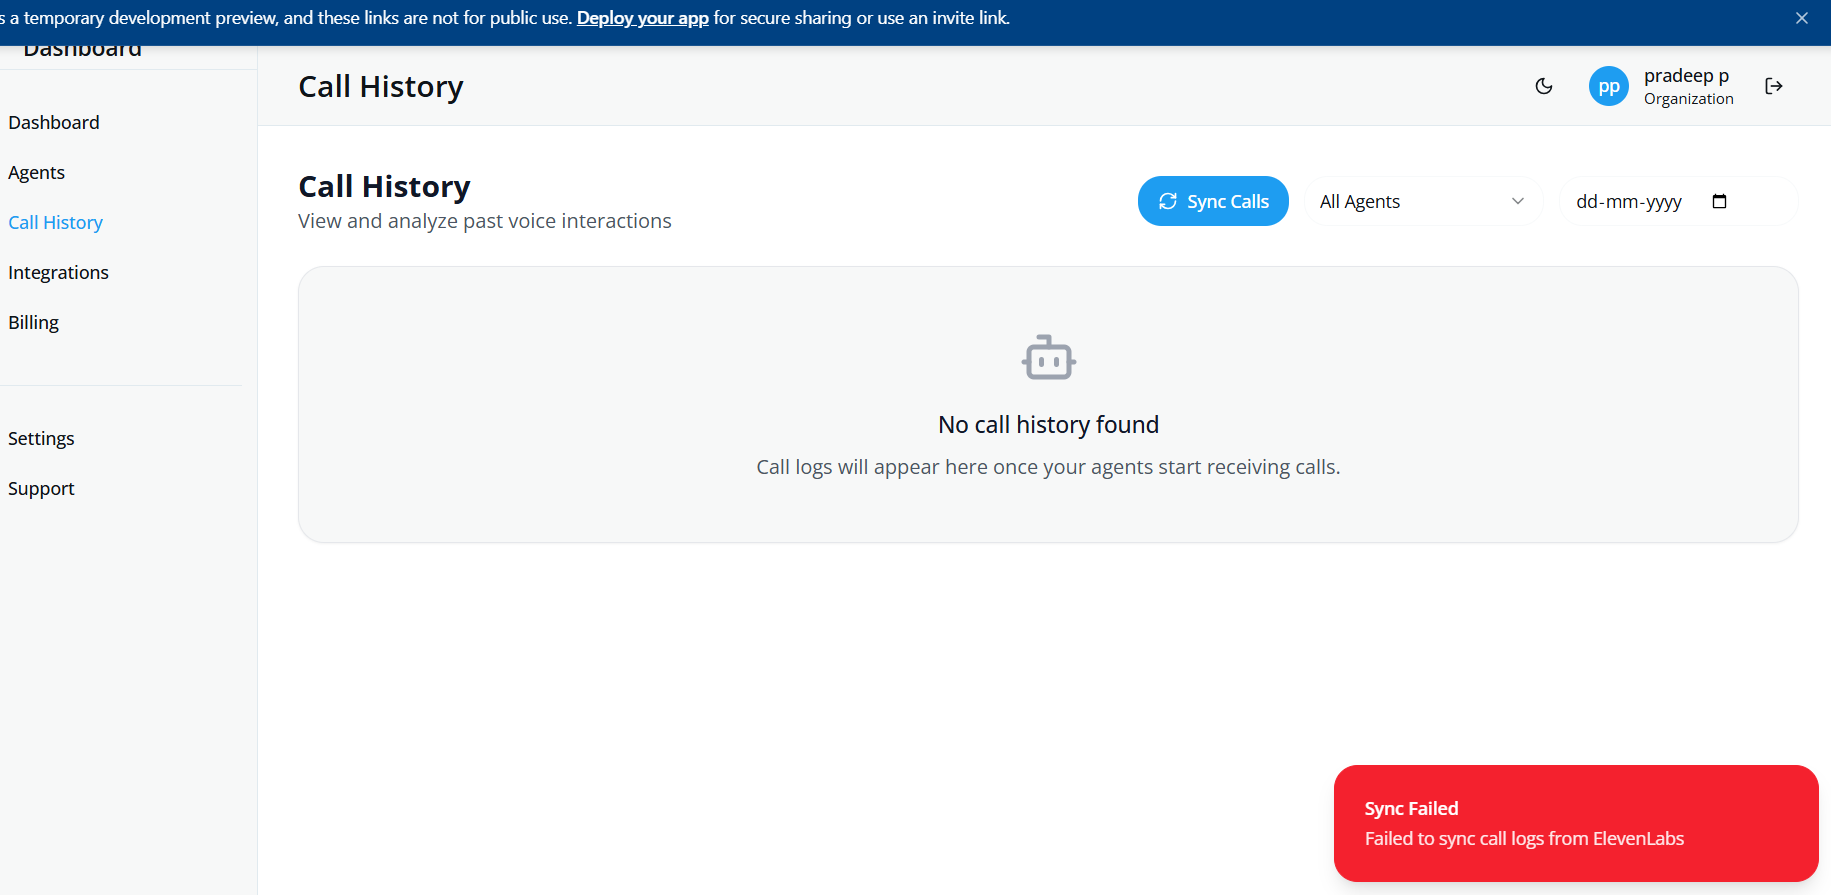 s a temporary development preview, and these links are not for public use. Deploy your app for secure sharing or use an invite link.
Dashboard
Dashboard
Agents
Call History
Integrations
Billing
Settings
Support
Call History
pp
pradeep p
Organization
Call History
View and analyze past voice interactions
Sync Calls
All Agents
dd-mm-yyyy
No call history found
Call logs will appear here once your agents start receiving calls.
Sync Failed
Failed to sync call logs from ElevenLabs